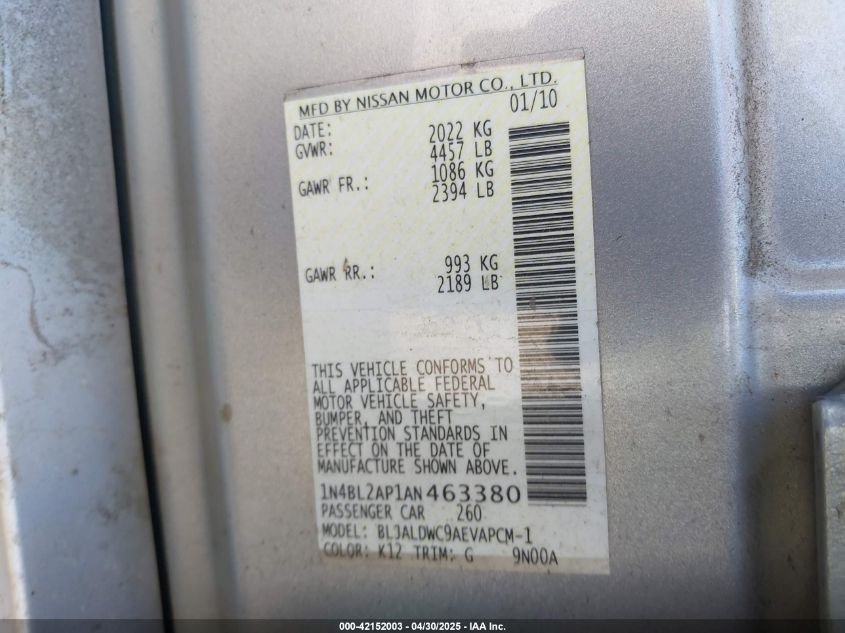 MFD BY NISSAN MOTOR CO., LTD.
DATE: 01/10
GVWR: 2022 KG
4457 LB
GAWR FR.: 1086 KG
2394 LB
GAWR RR.: 993 KG
2189 LB
THIS VEHICLE CONFORMS TO
ALL APPLICABLE FEDERAL
MOTOR VEHICLE SAFETY,
BUMPER, AND THEFT
PREVENTION STANDARDS IN
EFFECT ON THE DATE OF
MANUFACTURE SHOWN ABOVE.
1N4BL2AP1AN463380
PASSENGER CAR 260
MODEL: BLJALDWC9AEVAPCM-1
COLOR: K12 TRIM: G 9N00A
000-42152003 - 04/30/2025 - IAA Inc.